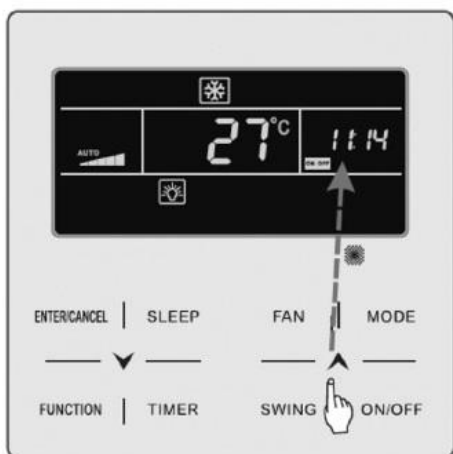 27°C
11:14
AUTO
ON OFF
ENTER/CANCEL | SLEEP
FAN | MODE
FUNCTION | TIMER
SWING ON/OFF